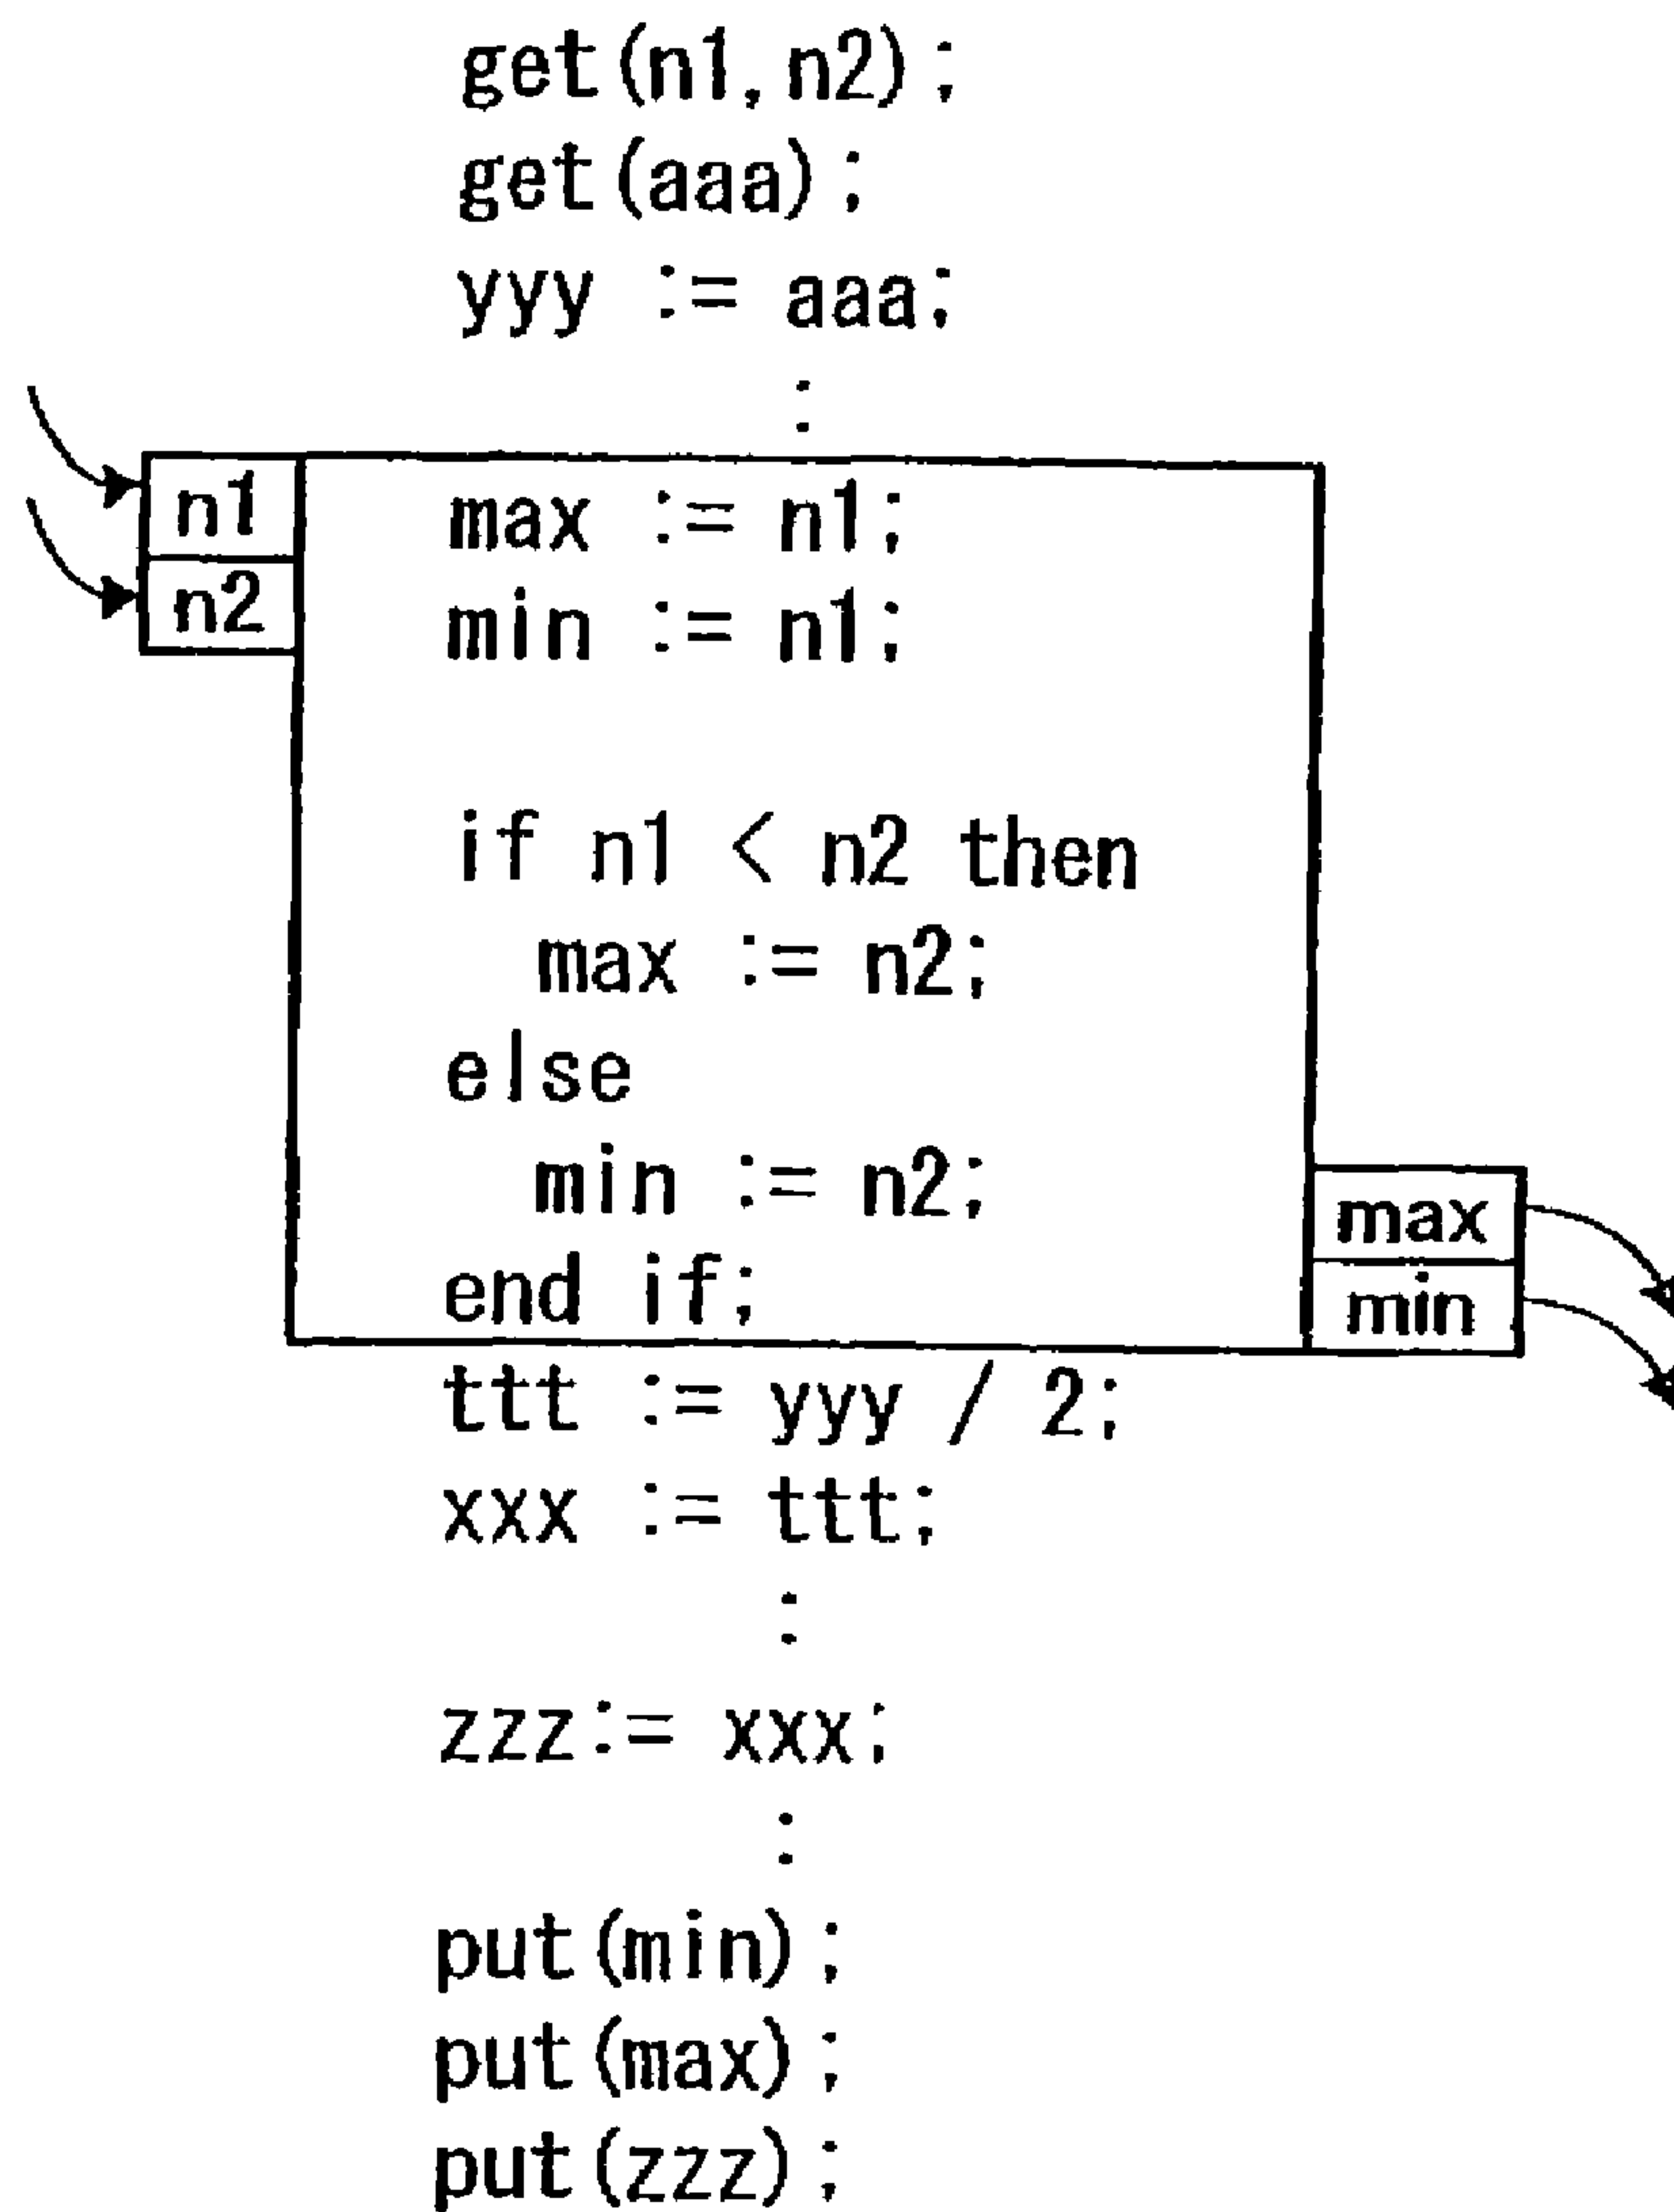 get(n1, n2);
get(aaa);
yyy := aaa;
:
n1 max := n1;
n2 min := n1;
if n1 < n2 then
max := n2;
else
min := n2;
max
end if;
min
ttt := yyy / 2;
xxx := ttt;
:
zzz:= xxx;
:
put(min);
put(max);
put(zzz);